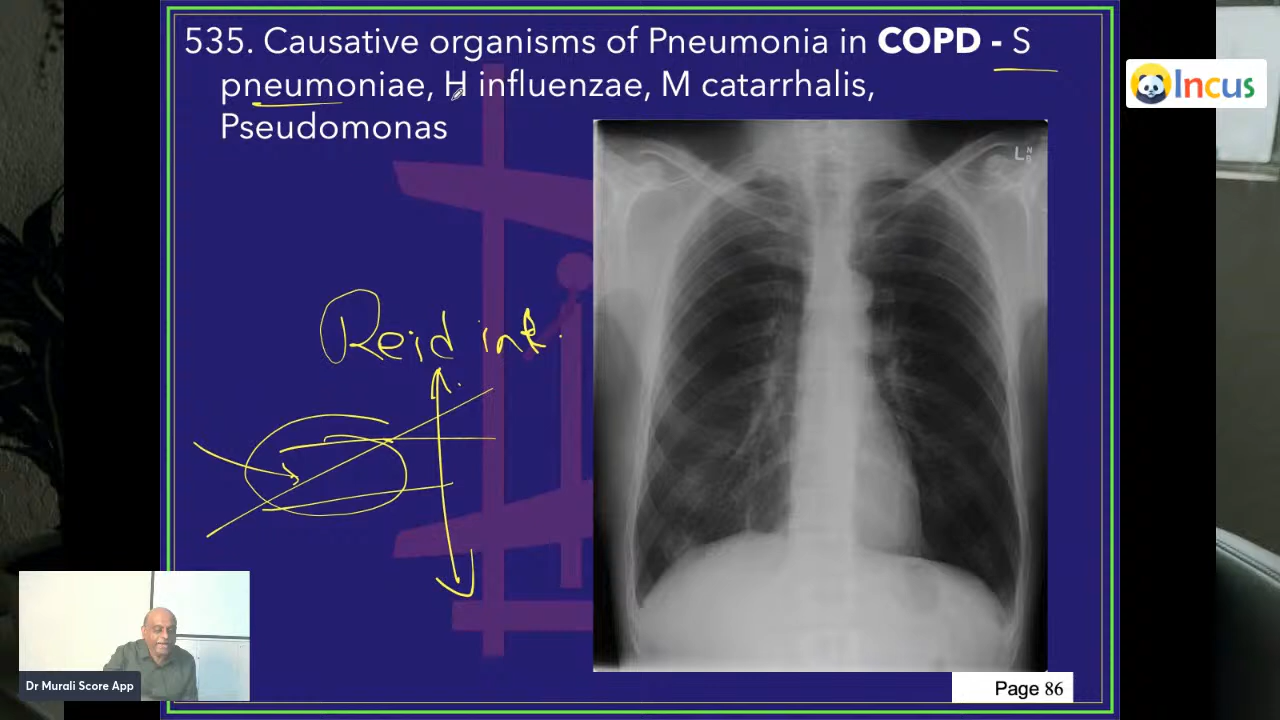 535. Causative organisms of Pneumonia in COPD - S
pneumoniae, H influenzae, M catarrhalis,
Pseudomonas
Incus
L N
B
Reid
Dr Murali Score App
Page 86